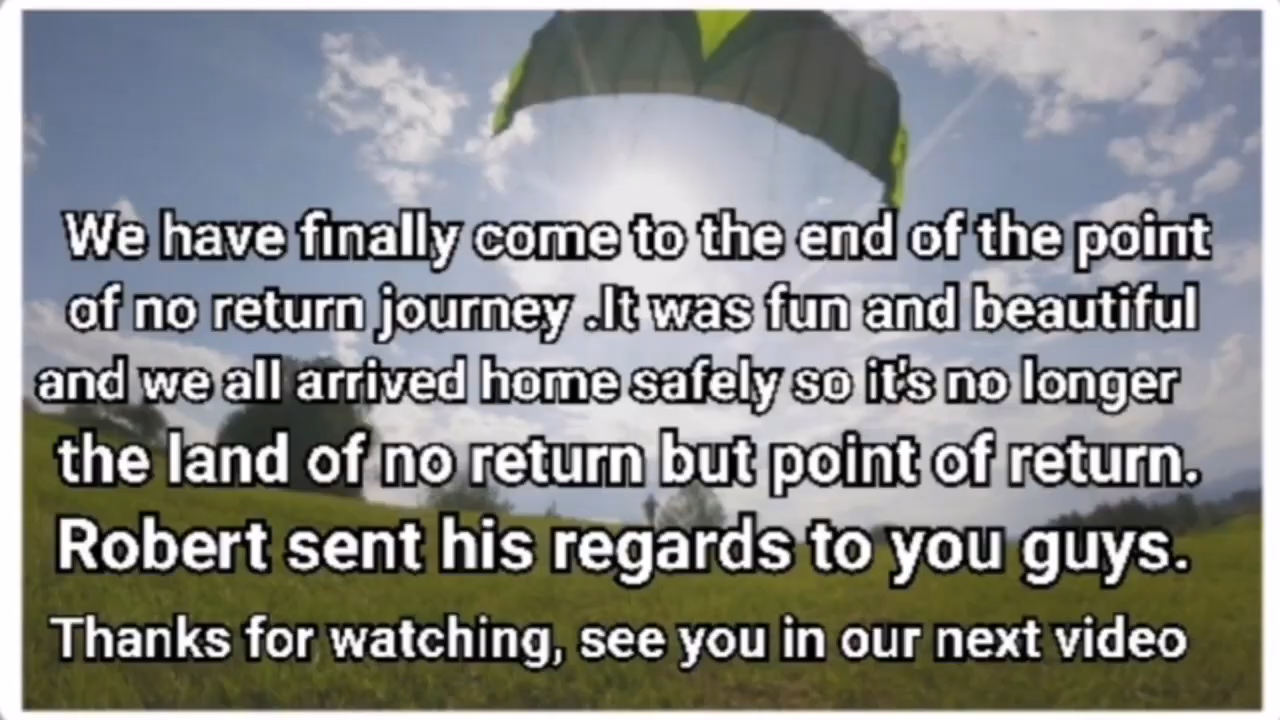 We have finally come to the end of the point
of no return journey .It was fun and beautiful
and we all arrived home safely so it's no longer
the land of no return but point of return.
Robert sent his regards to you guys.
Thanks for watching, see you in our next video